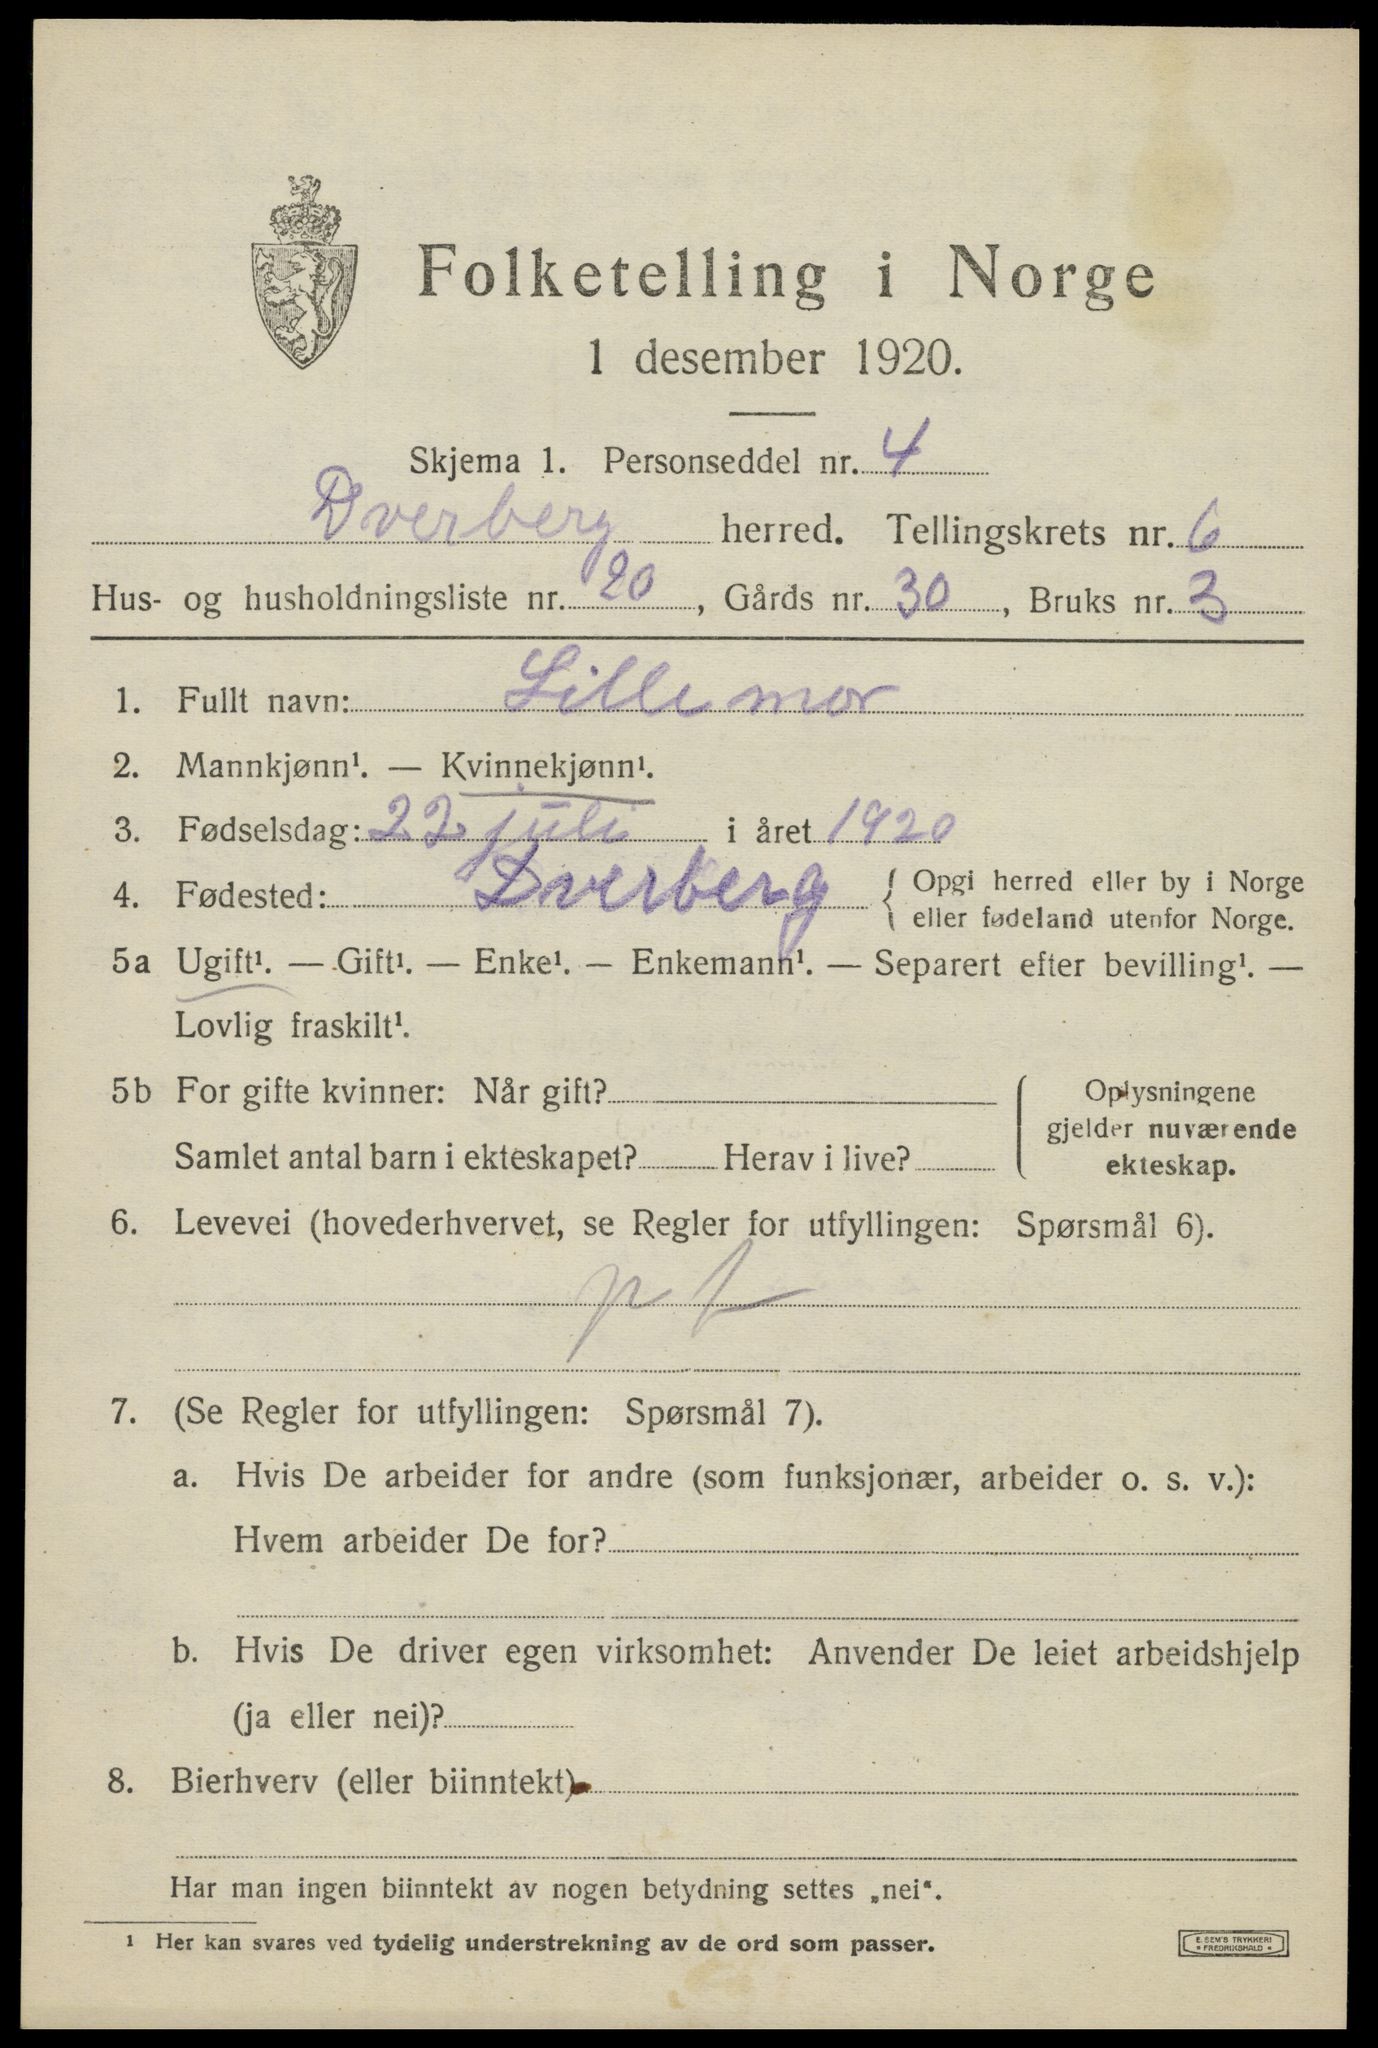 Folketelling i Norge
1 desember 1920.
Skjema 1. Personseddel nr. 4
Dverberg herred. Tellingskrets nr. 6
Hus- og husholdningsliste nr. 20, Gårds nr. 30, Bruks nr. 3
1. Fullt navn: Lillemor
2. Mannkjønn¹. — Kvinnekjønn¹.
3. Fødselsdag: 22 juli i året 1920
4. Fødested: Dverberg { Opgi herred eller by i Norge
eller fødeland utenfor Norge.
5a Ugift¹. — Gift¹. — Enke¹. — Enkemann¹. — Separert efter bevilling¹. —
Lovlig fraskilt¹.
5b For gifte kvinner: Når gift?
Samlet antal barn i ekteskapet? Herav i live?
Oplysningene
gjelder nuværende
ekteskap.
6. Levevei (hovederhvervet, se Regler for utfyllingen: Spørsmål 6).
p f
7. (Se Regler for utfyllingen: Spørsmål 7).
a. Hvis De arbeider for andre (som funksjonær, arbeider o. s. v.):
Hvem arbeider De for?
b. Hvis De driver egen virksomhet: Anvender De leiet arbeidshjelp
(ja eller nei)?
8. Bierhverv (eller biinntekt)
Har man ingen biinntekt av nogen betydning settes „nei“.
¹ Her kan svares ved tydelig understrekning av de ord som passer.
E. SEM'S TRYKKERI
• FREDRIKSHALD •